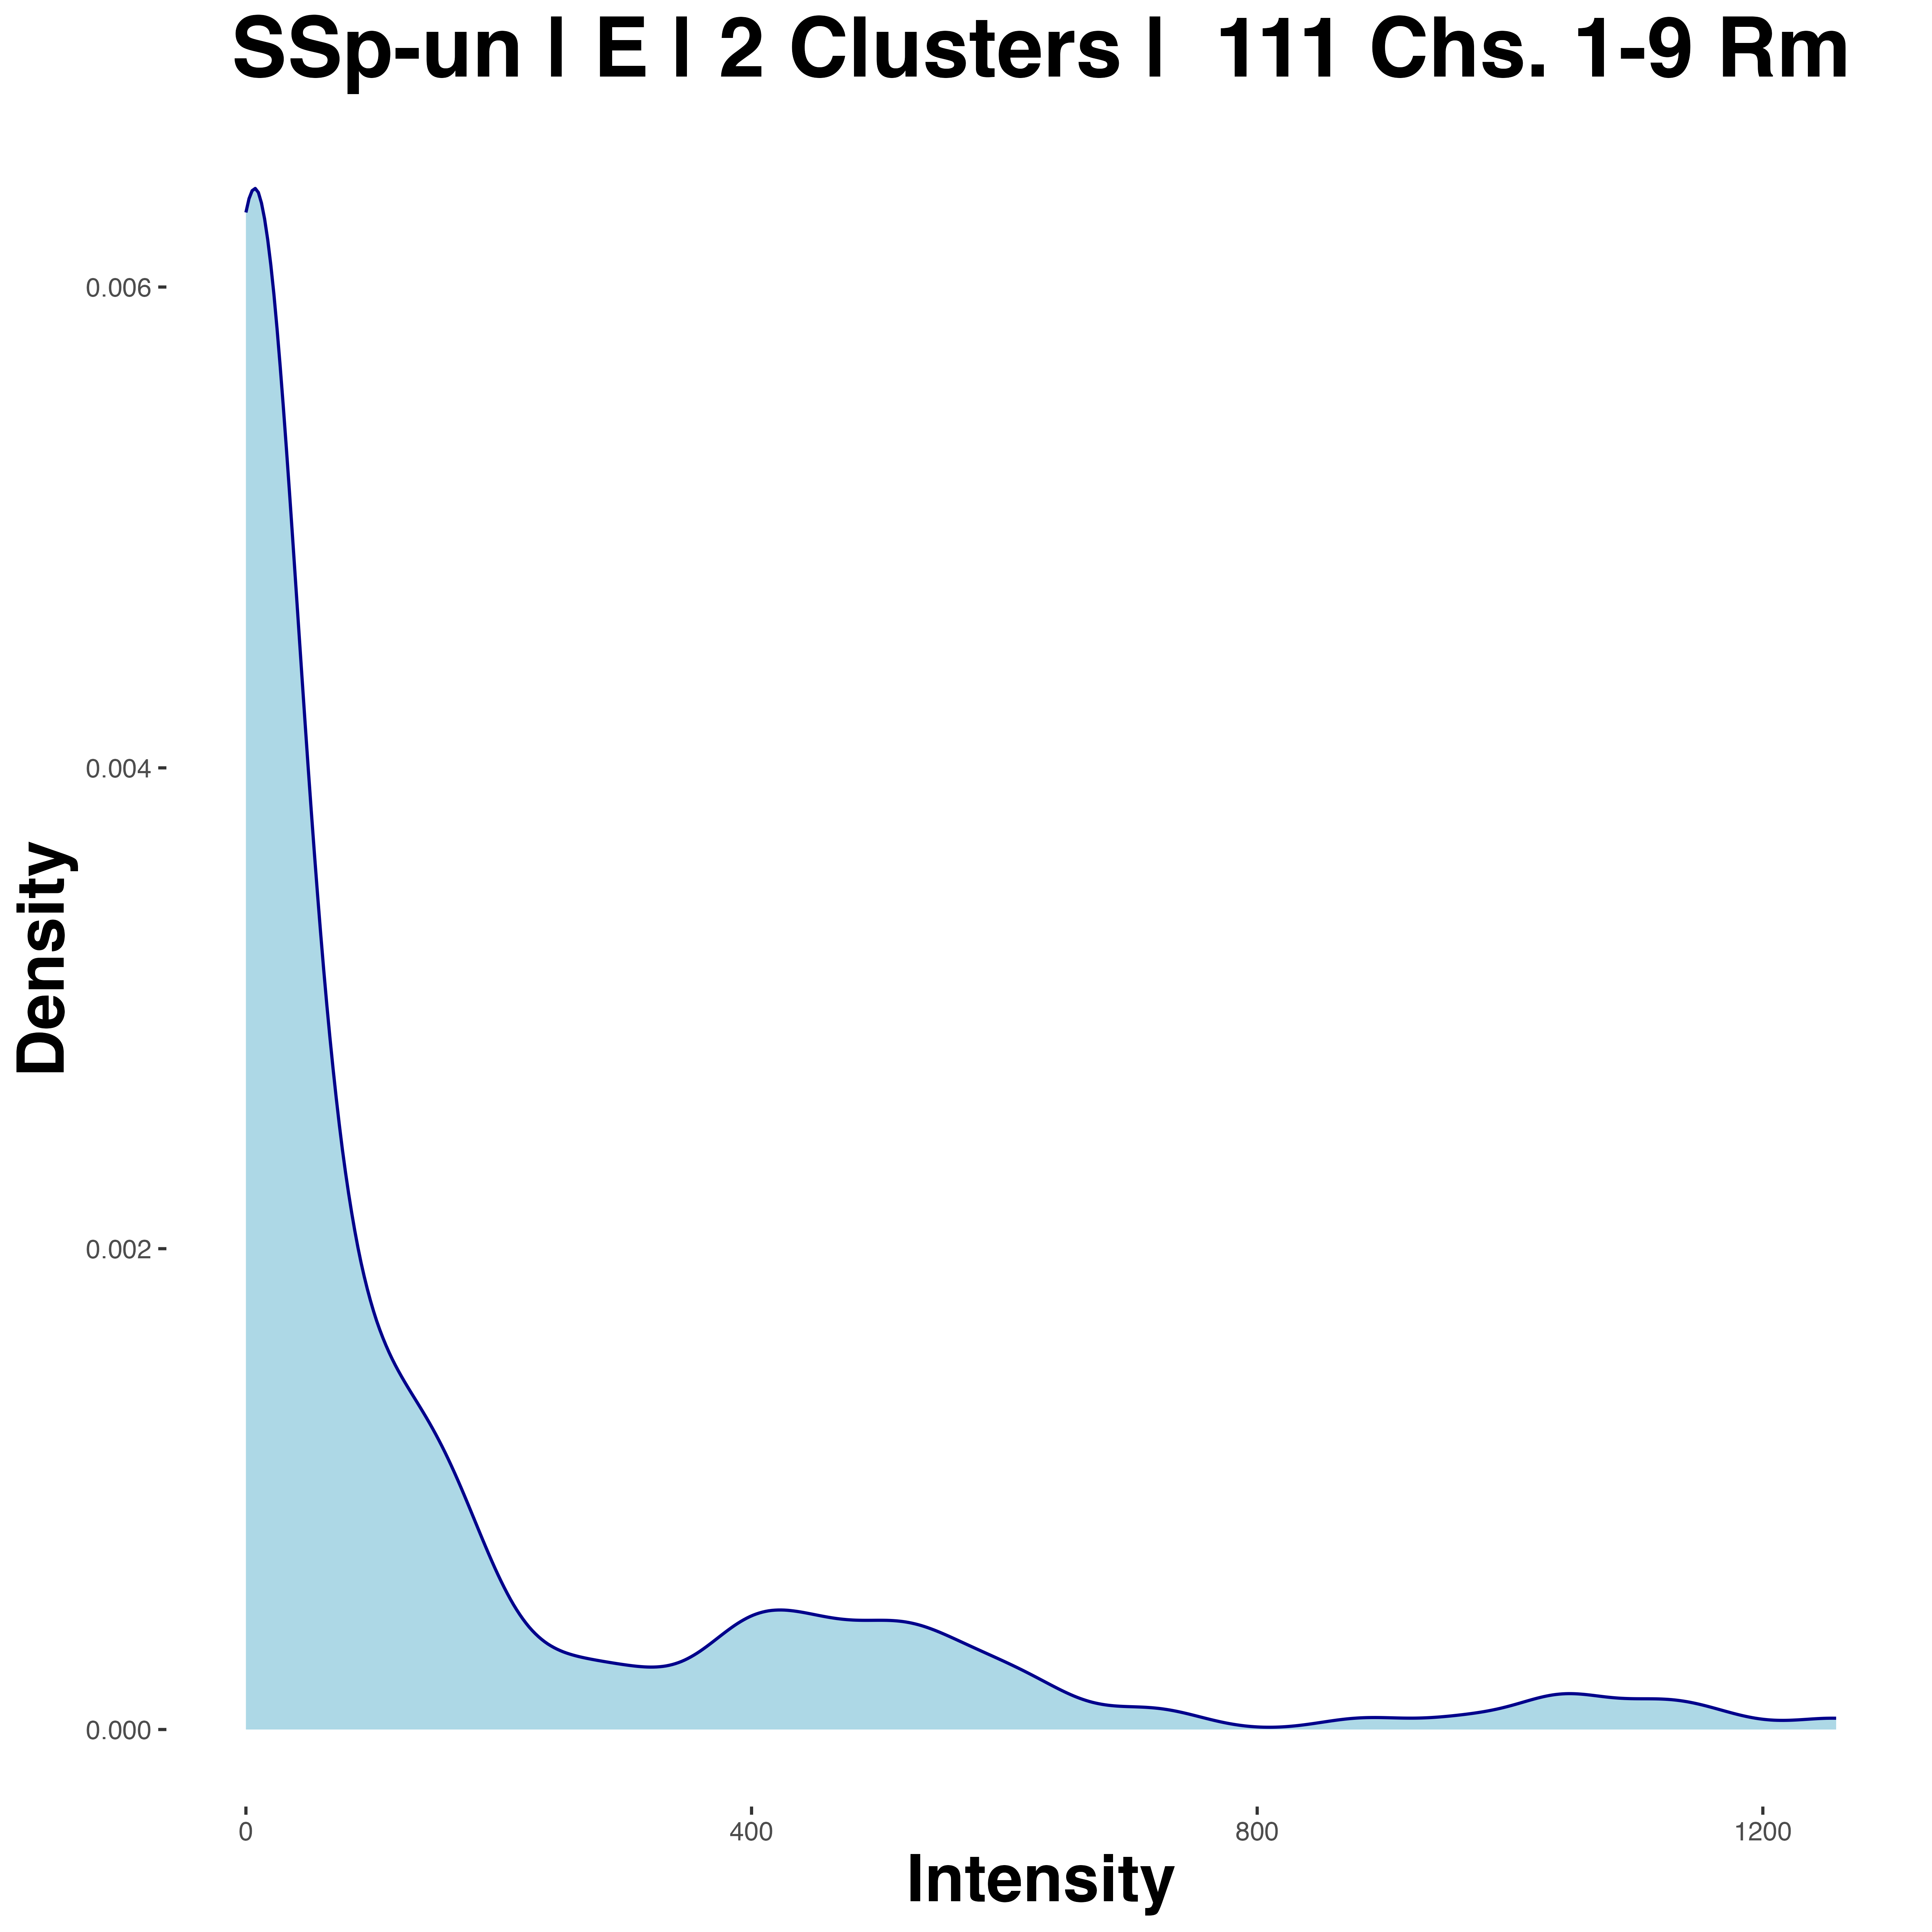 SSp-un | E | 2 Clusters |  111 Chs. 1-9 Rm
0.006
0.004
0.002
0.000
Density
0
400
800
1200
Intensity